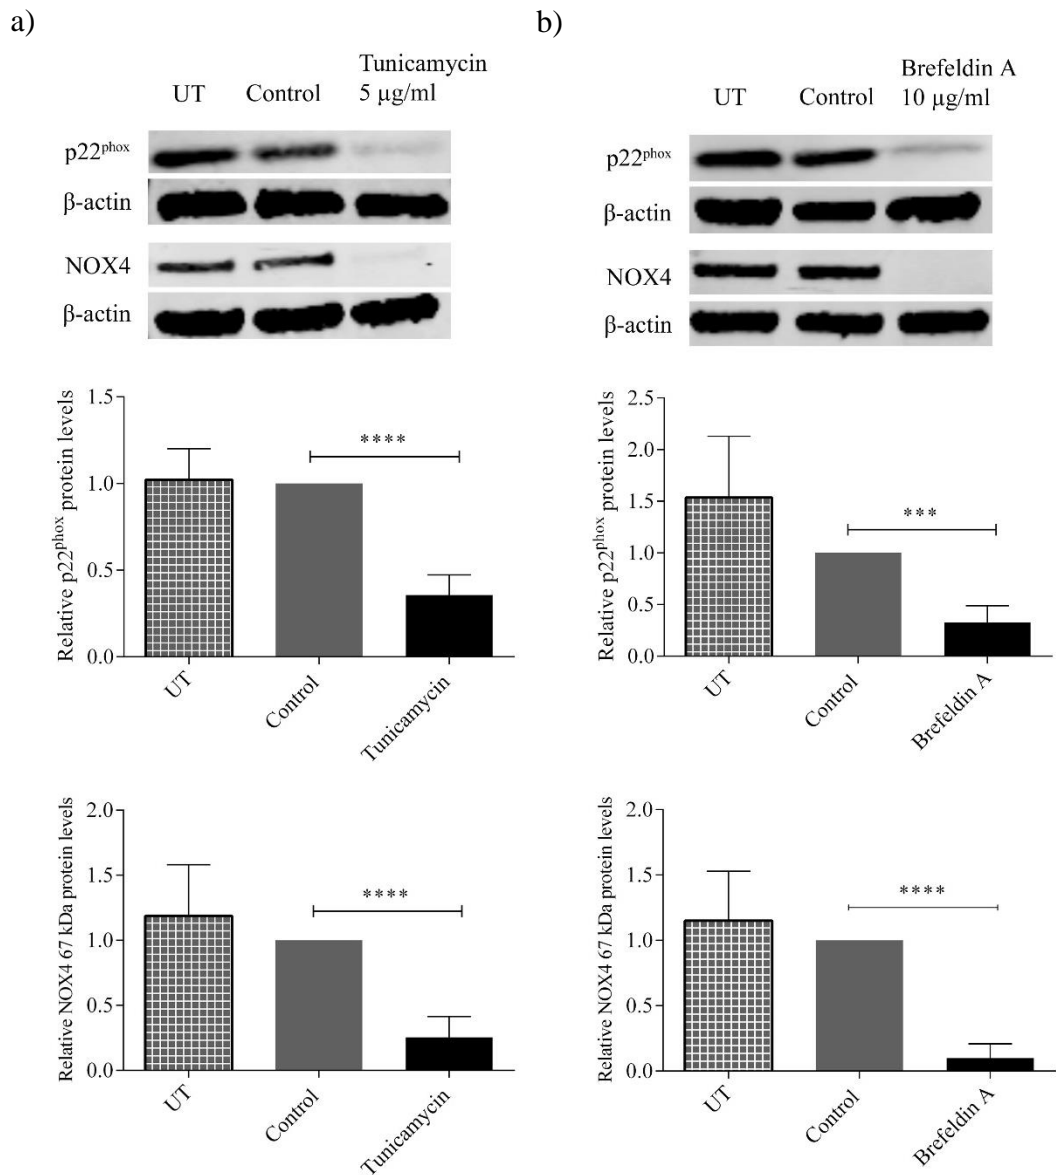 a)
UT Control Tunicamycin
5 µg/ml
p22phox
β-actin
NOX4
β-actin
Relative p22phox protein levels
1.5
1.0
0.5
0.0
****
UT
Control
Tunicamycin
Relative NOX4 67 kDa protein levels
2.0
1.5
1.0
0.5
0.0
****
UT
Control
Tunicamycin
b)
UT Control Brefeldin A
10 µg/ml
p22phox
β-actin
NOX4
β-actin
Relative p22phox protein levels
2.5
2.0
1.5
1.0
0.5
0.0
***
UT
Control
Brefeldin A
Relative NOX4 67 kDa protein levels
2.0
1.5
1.0
0.5
0.0
****
UT
Control
Brefeldin A